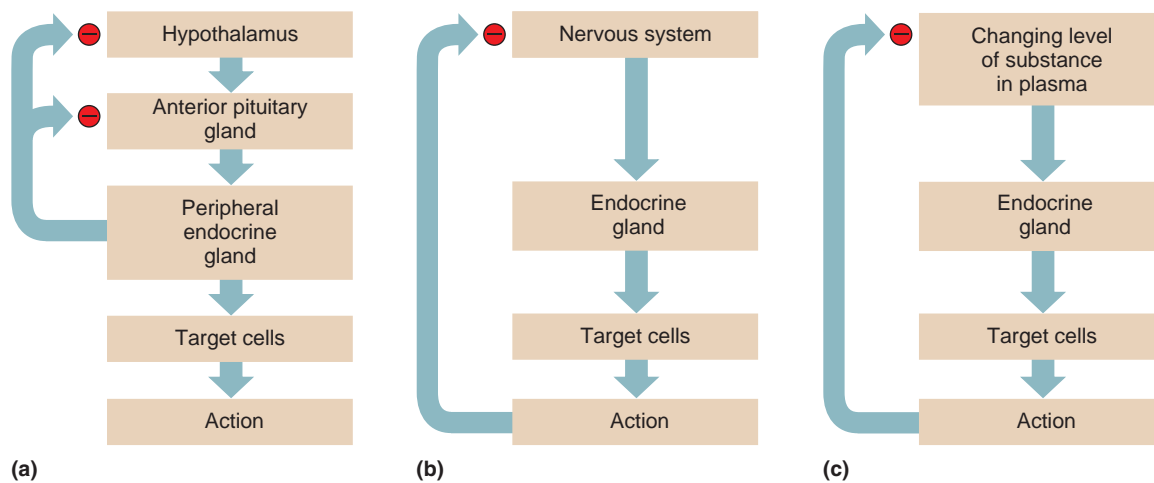 Hypothalamus
Anterior pituitary
gland
Peripheral
endocrine
gland
Target cells
Action
(a)
Nervous system
Endocrine
gland
Target cells
Action
(b)
Changing level
of substance
in plasma
Endocrine
gland
Target cells
Action
(c)